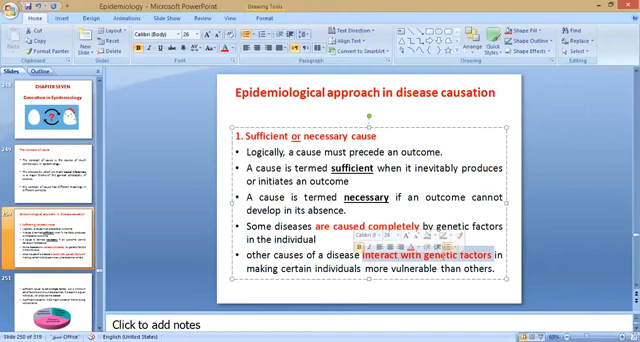 Epidemiology - Microsoft PowerPoint
Drawing Tools
Home
Insert
Design
Animations
Slide Show
Review
View
Format
Paste
Cut
Copy
Format Painter
Clipboard
New Slide
Layout
Reset
Delete
Slides
Calibri (Body)
26
Font
Paragraph
Text Direction
Align Text
Convert to SmartArt
Shapes
Arrange
Quick Styles
Shape Fill
Shape Outline
Shape Effects
Drawing
Find
Replace
Select
Editing
Slides
Outline
CHAPTER SEVEN
Causation in Epidemiology
249
250
251
Epidemiological approach in disease causation
1. Sufficient or necessary cause
• Logically, a cause must precede an outcome.
• A cause is termed sufficient when it inevitably produces
or initiates an outcome
• A cause is termed necessary if an outcome cannot
develop in its absence.
• Some diseases are caused completely by genetic factors
in the individual
• other causes of a disease interact with genetic factors in
making certain individuals more vulnerable than others.
Click to add notes
Slide 250 of 319
English (United States)